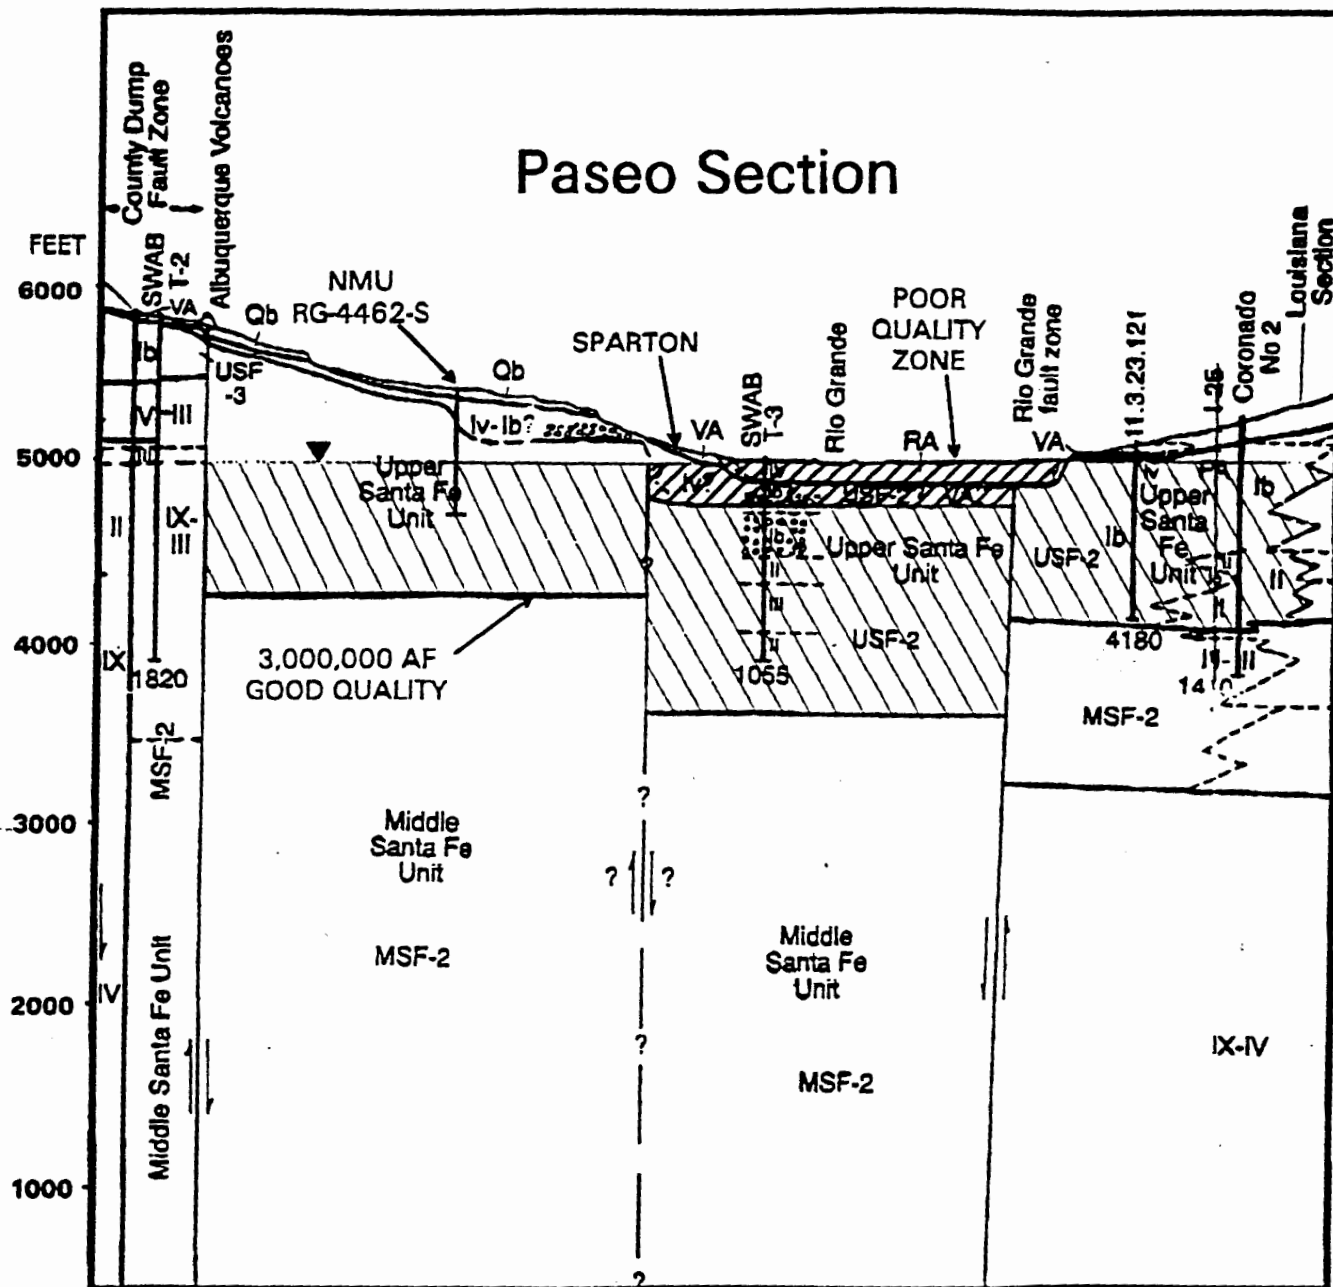 Paseo Section
County Dump
Fault Zone
Albuquerque Volcanoes
FEET
SWAB
T-2
6000
VA
Qb
NMU
RG-4462-S
SPARTON
POOR
QUALITY
ZONE
Rio Grande
Rio Grande
fault zone
11.3.23.121
I-25
Coronado
No 2
Louisiana
Section
Ib
USF
-3
Qb
V
III
Iv-Ib?
VA
SWAB
T-3
RA
VA
5000
Upper
Santa Fe
Unit
USF-2
VA
Upper
Santa
Fe
Unit
Ib
II
IX-
III
Ib
Upper Santa Fe
Unit
USF-2
II
II
III
USF-2
II
4000
IX
1820
3,000,000 AF
GOOD QUALITY
1055
4180
II
MSF-2
MSF-2
3000
Middle
Santa Fe
Unit
?
?
?
MSF-2
Middle
Santa Fe
Unit
2000
IV
Middle Santa Fe Unit
?
MSF-2
IX-IV
1000
?